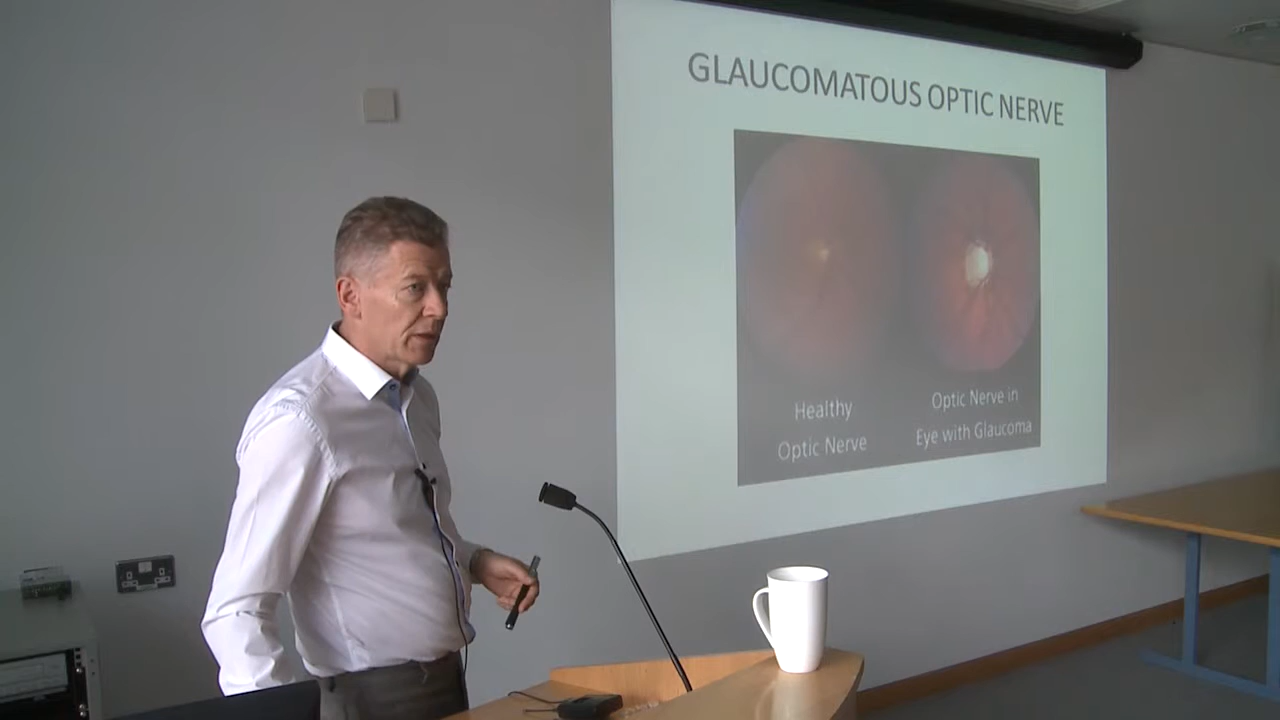 GLAUCOMATOUS OPTIC NERVE
Healthy
Optic Nerve
Optic Nerve in
Eye with Glaucoma